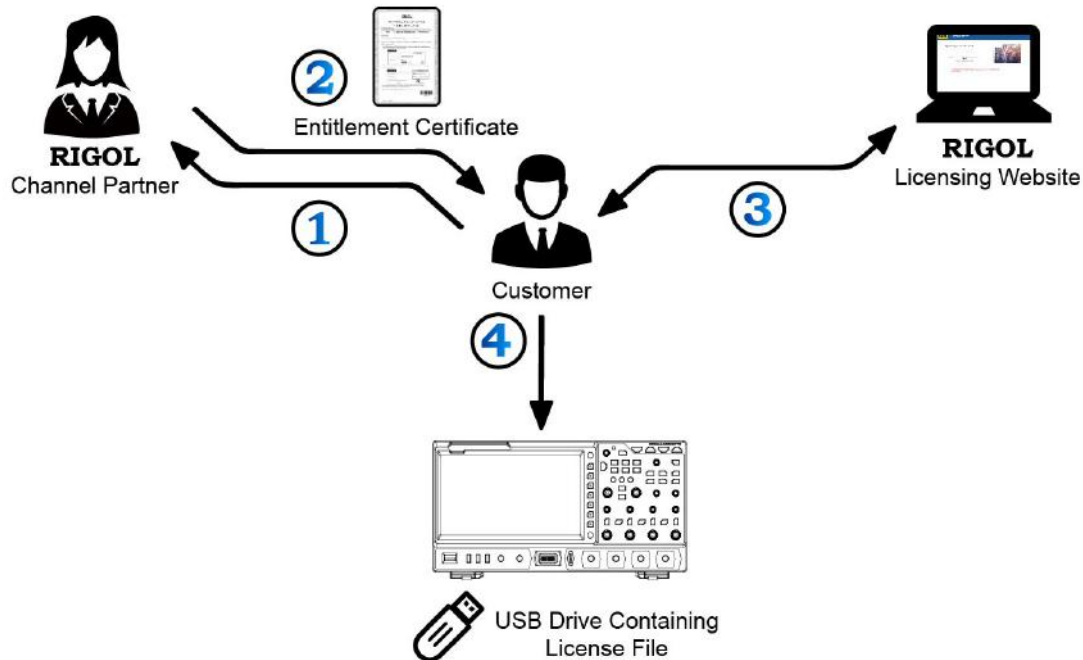 2
Entitlement Certificate
RIGOL
Channel Partner
1
RIGOL
Licensing Website
3
Customer
4
USB Drive Containing
License File